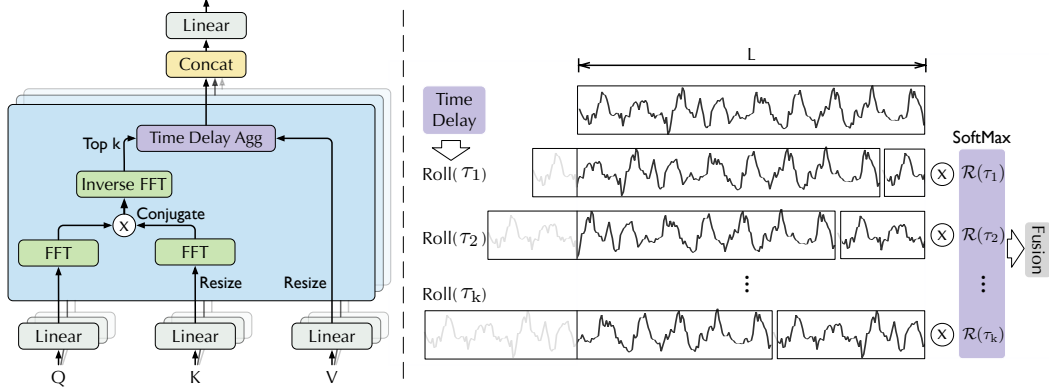 Linear
Concat
Time Delay Agg
Top k
Inverse FFT
Conjugate
X
FFT
FFT
Resize
Resize
Linear
Linear
Linear
Q
K
V
L
Time
Delay
SoftMax
Roll(τ₁)
X
R(τ₁)
Roll(τ₂)
X
R(τ₂)
Fusion
⋮
⋮
Roll(τₖ)
X
R(τₖ)